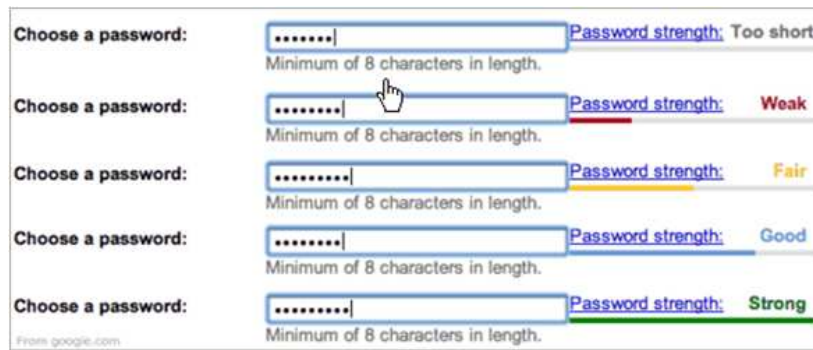 Choose a password: ••••••• Password strength: Too short
Minimum of 8 characters in length.
Choose a password: •••••••• Password strength: Weak
Minimum of 8 characters in length.
Choose a password: ••••••••• Password strength: Fair
Minimum of 8 characters in length.
Choose a password: •••••••• Password strength: Good
Minimum of 8 characters in length.
Choose a password: ••••••••• Password strength: Strong
Minimum of 8 characters in length.
From google.com